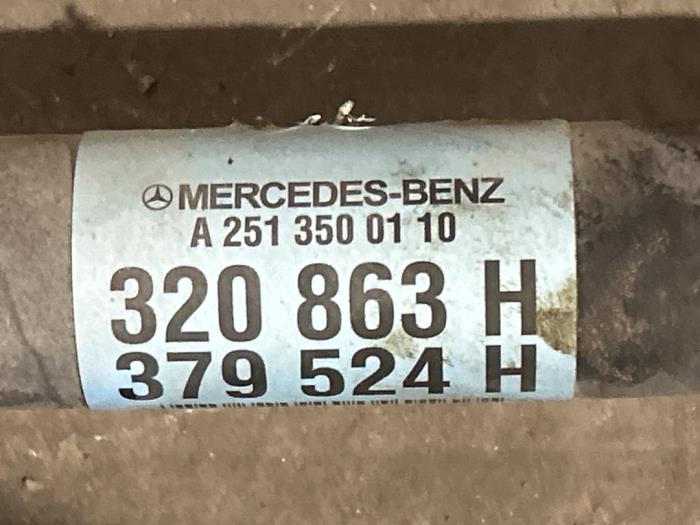 MERCEDES-BENZ
A 251 350 01 10
320 863 H
379 524 H